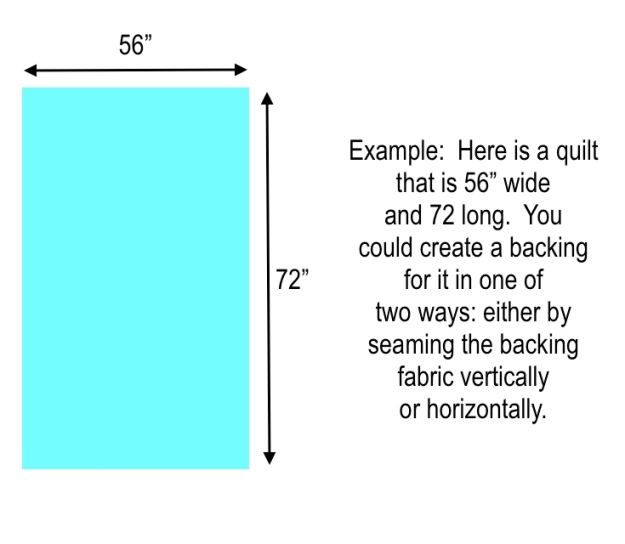 56”
72”
Example:  Here is a quilt
that is 56” wide
and 72 long.  You
could create a backing
for it in one of
two ways: either by
seaming the backing
fabric vertically
or horizontally.